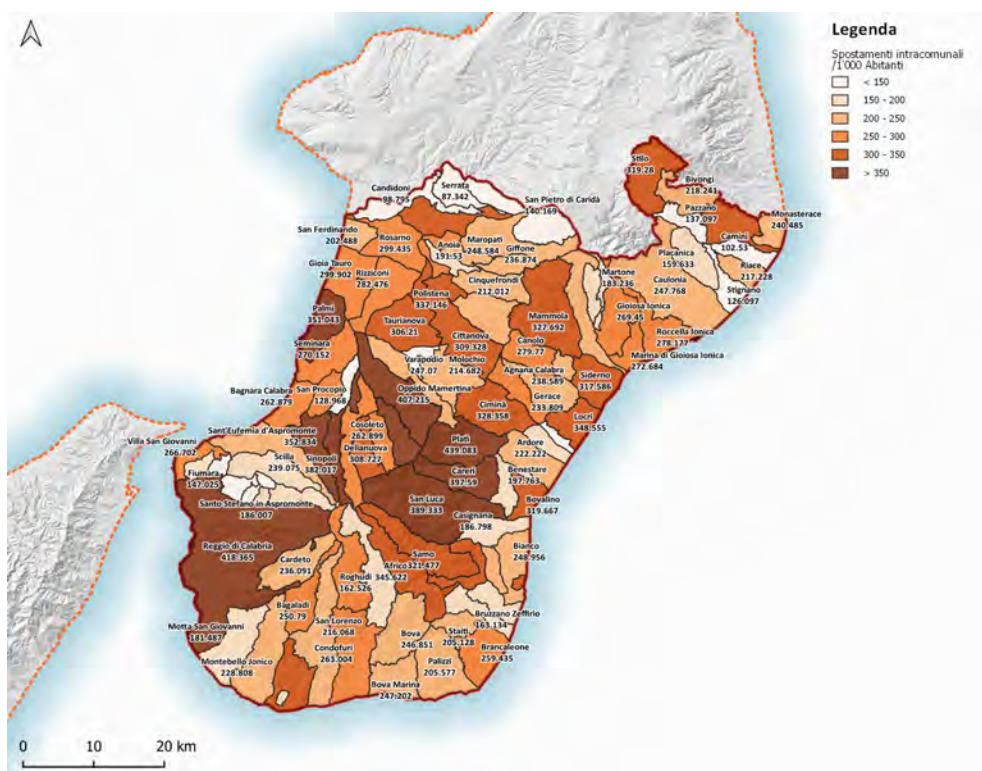 Legenda
Spostamenti intracomunali
/1'000 Abitanti
< 150
150 - 200
200 - 250
250 - 300
300 - 350
> 350
Stilo
319.28
Bivongi
218.241
Serrata
87.342
Candidoni
98.795
San Pietro di Caridà
140.169
Pazzano
137.097
Monasterace
240.485
San Ferdinando
202.488
Rosarno
299.435
Anoia
191.53
Maropati
248.584
Giffone
236.874
Camini
102.53
Placanica
159.633
Riace
217.228
Gioia Tauro
299.902
Rizziconi
282.476
Cinquefrondi
212.012
Martone
183.236
Caulonia
247.768
Stignano
126.097
Polistena
337.146
Palmi
351.043
Taurianova
306.21
Mammola
327.692
Gioiosa Ionica
269.45
Roccella Ionica
278.177
Cittanova
309.328
Canolo
279.77
Seminara
270.152
Marina di Gioiosa Ionica
272.684
Varapodio
247.07
Molochio
214.682
Agnana Calabra
238.589
Siderno
317.586
Bagnara Calabra
262.879
San Procopio
128.968
Oppido Mamertina
407.215
Gerace
233.809
Ciminà
328.358
Locri
348.555
Cosoleto
262.899
Sant'Eufemia d'Aspromonte
352.834
Villa San Giovanni
266.702
Platì
439.083
Ardore
222.222
Delianuova
308.727
Scilla
239.075
Sinopoli
382.017
Fiumara
147.025
Careri
397.59
Benestare
197.763
Santo Stefano in Aspromonte
186.007
San Luca
389.333
Bovalino
319.667
Casignana
186.798
Reggio di Calabria
418.365
Bianco
248.956
Cardeto
236.091
Samo
321.477
Africo
345.622
Roghudi
162.526
Bagaladi
250.79
Bruzzano Zeffirio
163.134
Motta San Giovanni
181.487
San Lorenzo
216.068
Staiti
205.128
Bova
246.851
Brancaleone
259.435
Condofuri
263.004
Montebello Jonico
228.808
Palizzi
205.577
Bova Marina
247.202
0 10 20 km